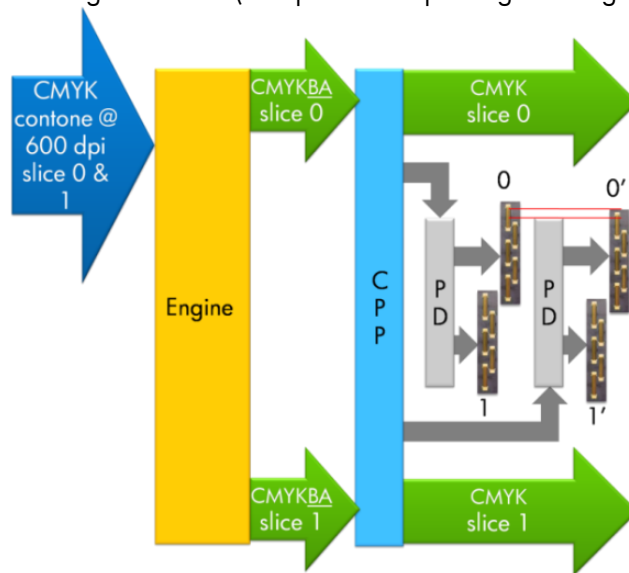 CMYK
contone @
600 dpi
slice 0 &
1
Engine
CMYKBA
slice 0
CMYKBA
slice 1
C
P
P
CMYK
slice 0
CMYK
slice 1
P
D
P
D
0
0'
1
1'